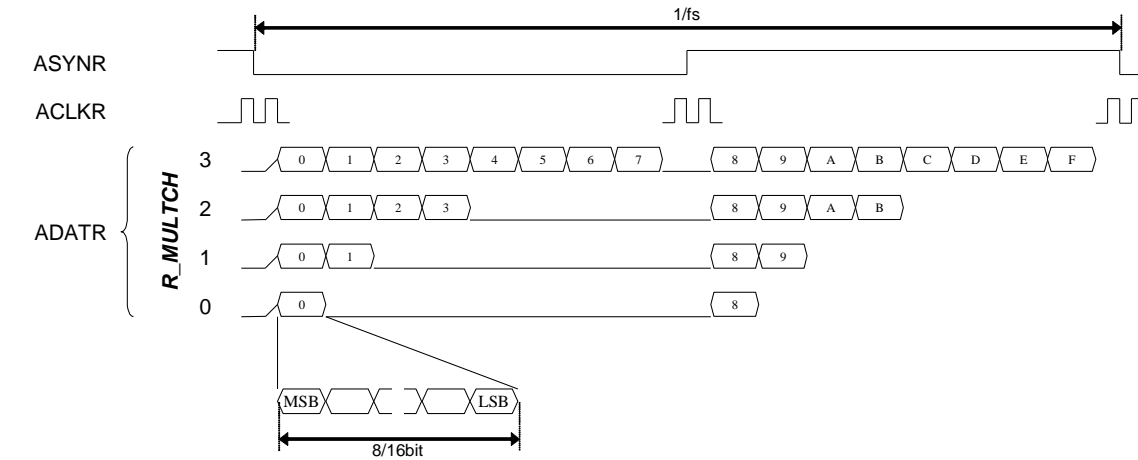 1/fs
ASYNR
ACLKR
ADATR
R_MULTCH
3 0 1 2 3 4 5 6 7 8 9 A B C D E F
2 0 1 2 3 8 9 A B
1 0 1 8 9
0 0 8
MSB LSB
8/16bit